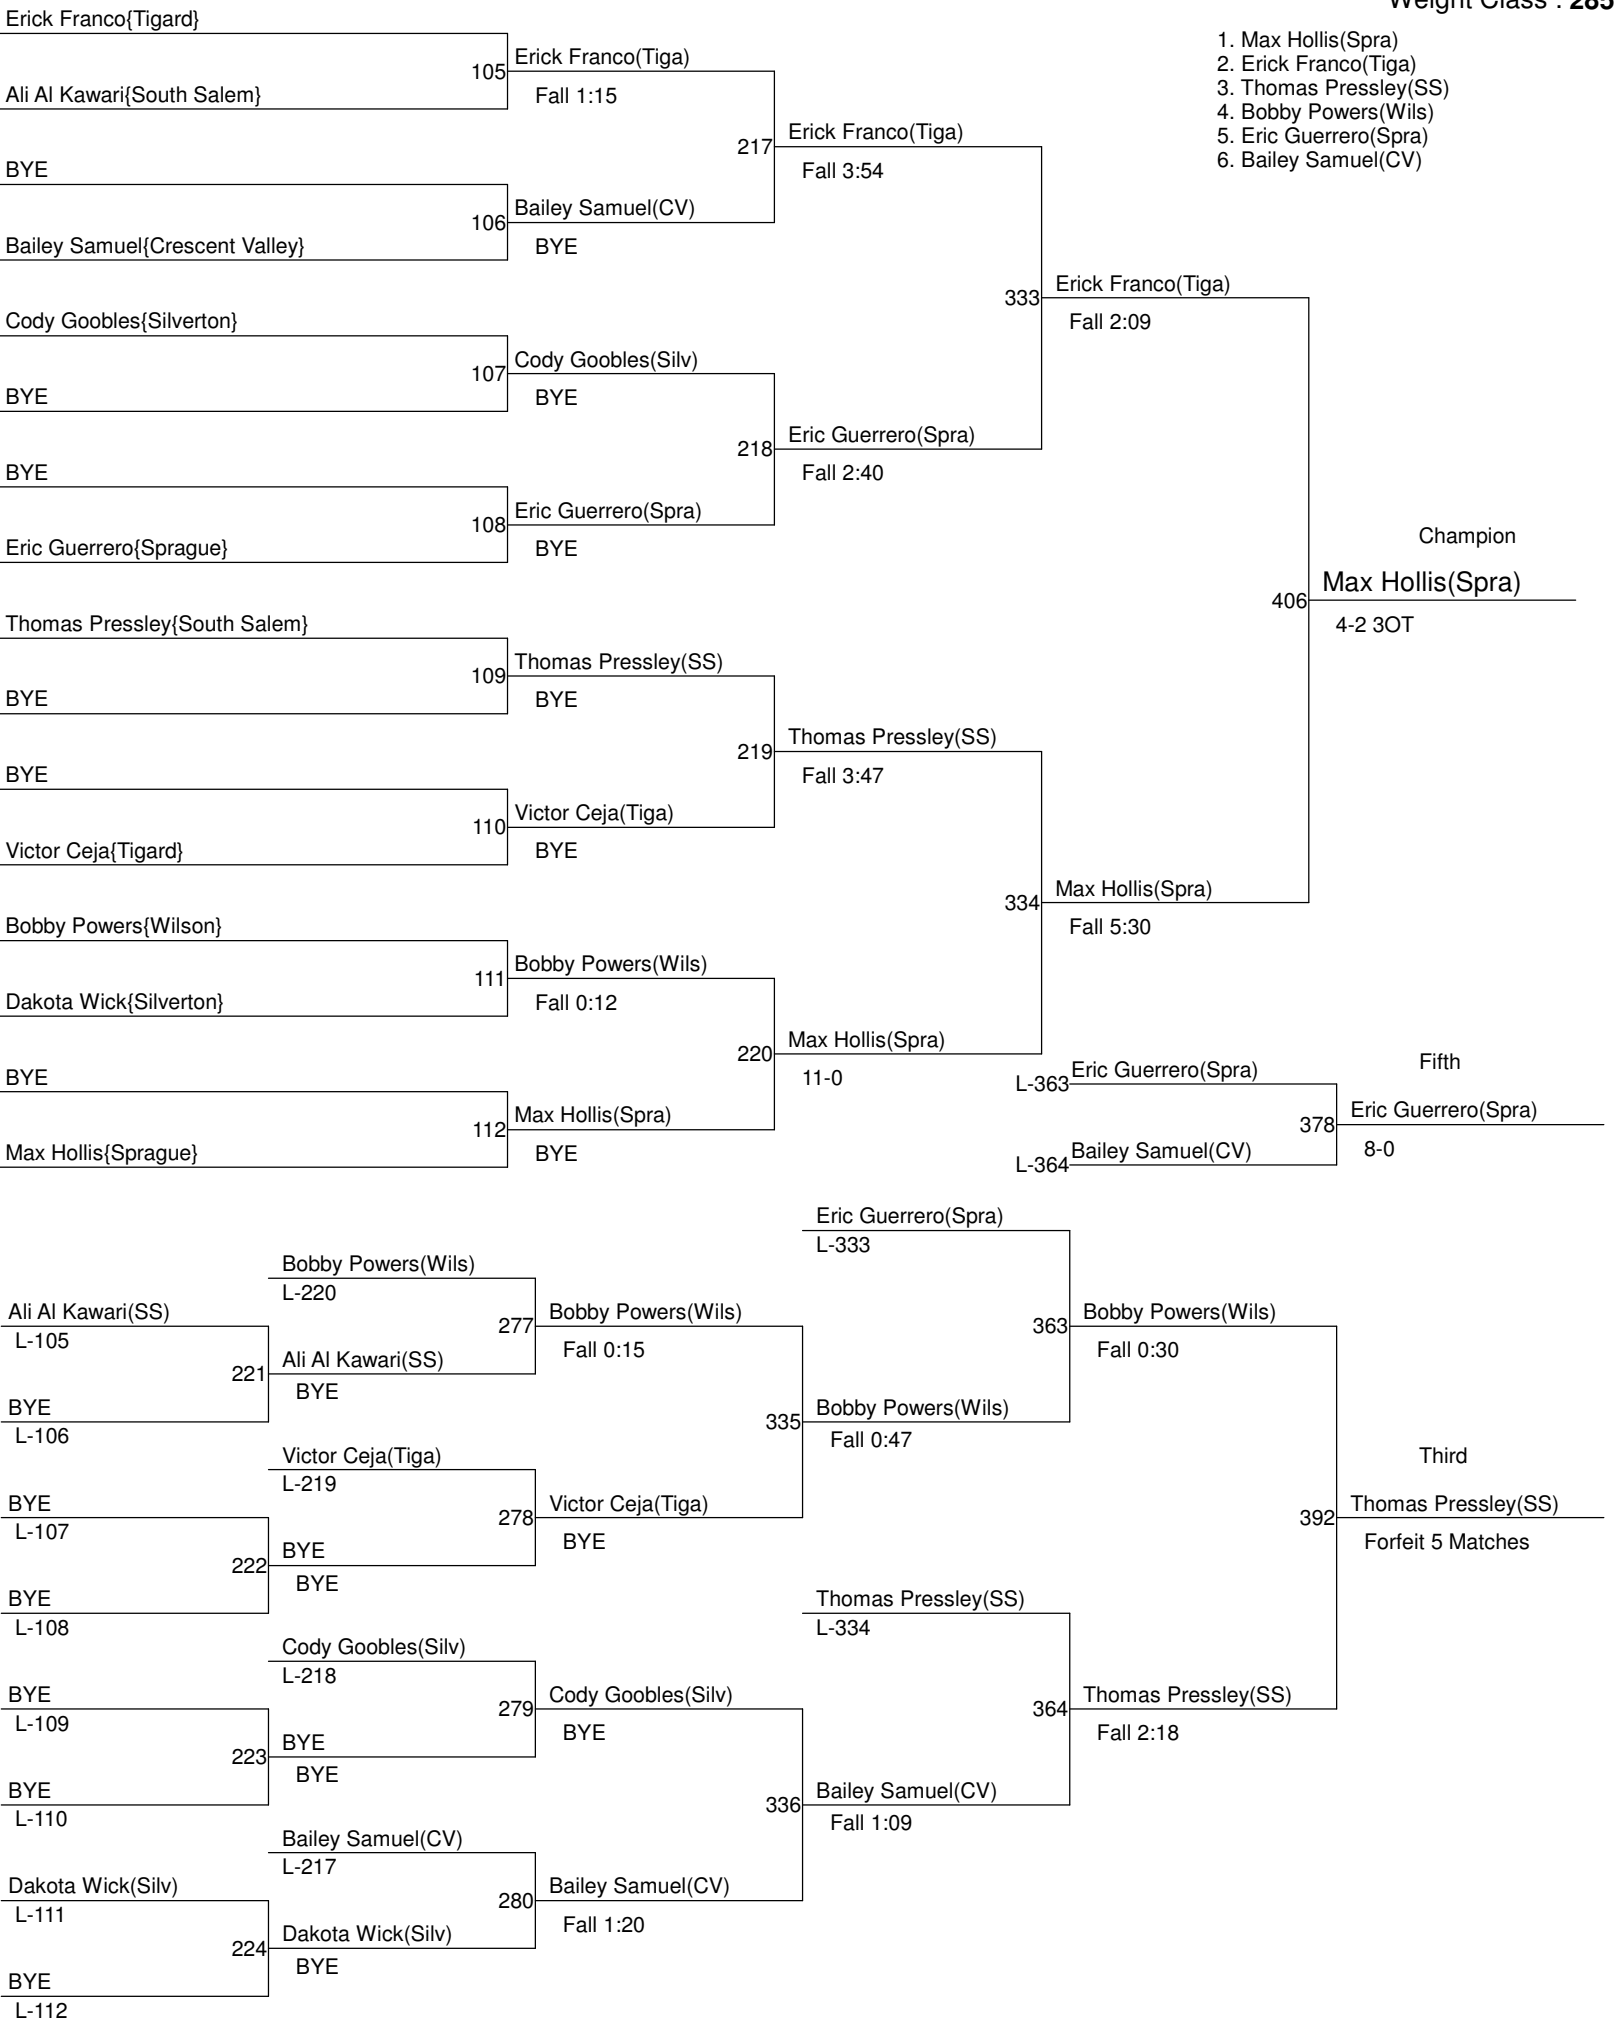 Weight Class : 285
1. Max Hollis(Spra)
2. Erick Franco(Tiga)
3. Thomas Pressley(SS)
4. Bobby Powers(Wils)
5. Eric Guerrero(Spra)
6. Bailey Samuel(CV)
Erick Franco{Tigard}
105
Ali Al Kawari{South Salem}
BYE
106
Bailey Samuel{Crescent Valley}
Cody Goobles{Silverton}
107
BYE
BYE
108
Eric Guerrero{Sprague}
Thomas Pressley{South Salem}
109
BYE
BYE
110
Victor Ceja{Tigard}
Bobby Powers{Wilson}
111
Dakota Wick{Silverton}
BYE
112
Max Hollis{Sprague}
Erick Franco(Tiga)
Fall 1:15
217
Bailey Samuel(CV)
BYE
Cody Goobles(Silv)
BYE
218
Eric Guerrero(Spra)
BYE
Thomas Pressley(SS)
BYE
219
Victor Ceja(Tiga)
BYE
Bobby Powers(Wils)
Fall 0:12
220
Max Hollis(Spra)
BYE
Erick Franco(Tiga)
Fall 3:54
333
Eric Guerrero(Spra)
Fall 2:40
Thomas Pressley(SS)
Fall 3:47
334
Max Hollis(Spra)
11-0
Erick Franco(Tiga)
Fall 2:09
406
Max Hollis(Spra)
Fall 5:30
Champion
Max Hollis(Spra)
4-2 3OT
L-363
Eric Guerrero(Spra)
378
L-364
Bailey Samuel(CV)
Fifth
Eric Guerrero(Spra)
8-0
Ali Al Kawari(SS)
L-105
221
BYE
L-106
BYE
L-107
222
BYE
L-108
BYE
L-109
223
BYE
L-110
Dakota Wick(Silv)
L-111
224
BYE
L-112
Bobby Powers(Wils)
L-220
277
Ali Al Kawari(SS)
BYE
Victor Ceja(Tiga)
L-219
278
BYE
BYE
Cody Goobles(Silv)
L-218
279
BYE
BYE
Bailey Samuel(CV)
L-217
280
Dakota Wick(Silv)
BYE
Bobby Powers(Wils)
Fall 0:15
335
Victor Ceja(Tiga)
BYE
Cody Goobles(Silv)
BYE
336
Bailey Samuel(CV)
Fall 1:20
Eric Guerrero(Spra)
L-333
363
Bobby Powers(Wils)
Fall 0:47
Thomas Pressley(SS)
L-334
364
Bailey Samuel(CV)
Fall 1:09
Bobby Powers(Wils)
Fall 0:30
392
Thomas Pressley(SS)
Fall 2:18
Third
Thomas Pressley(SS)
Forfeit 5 Matches